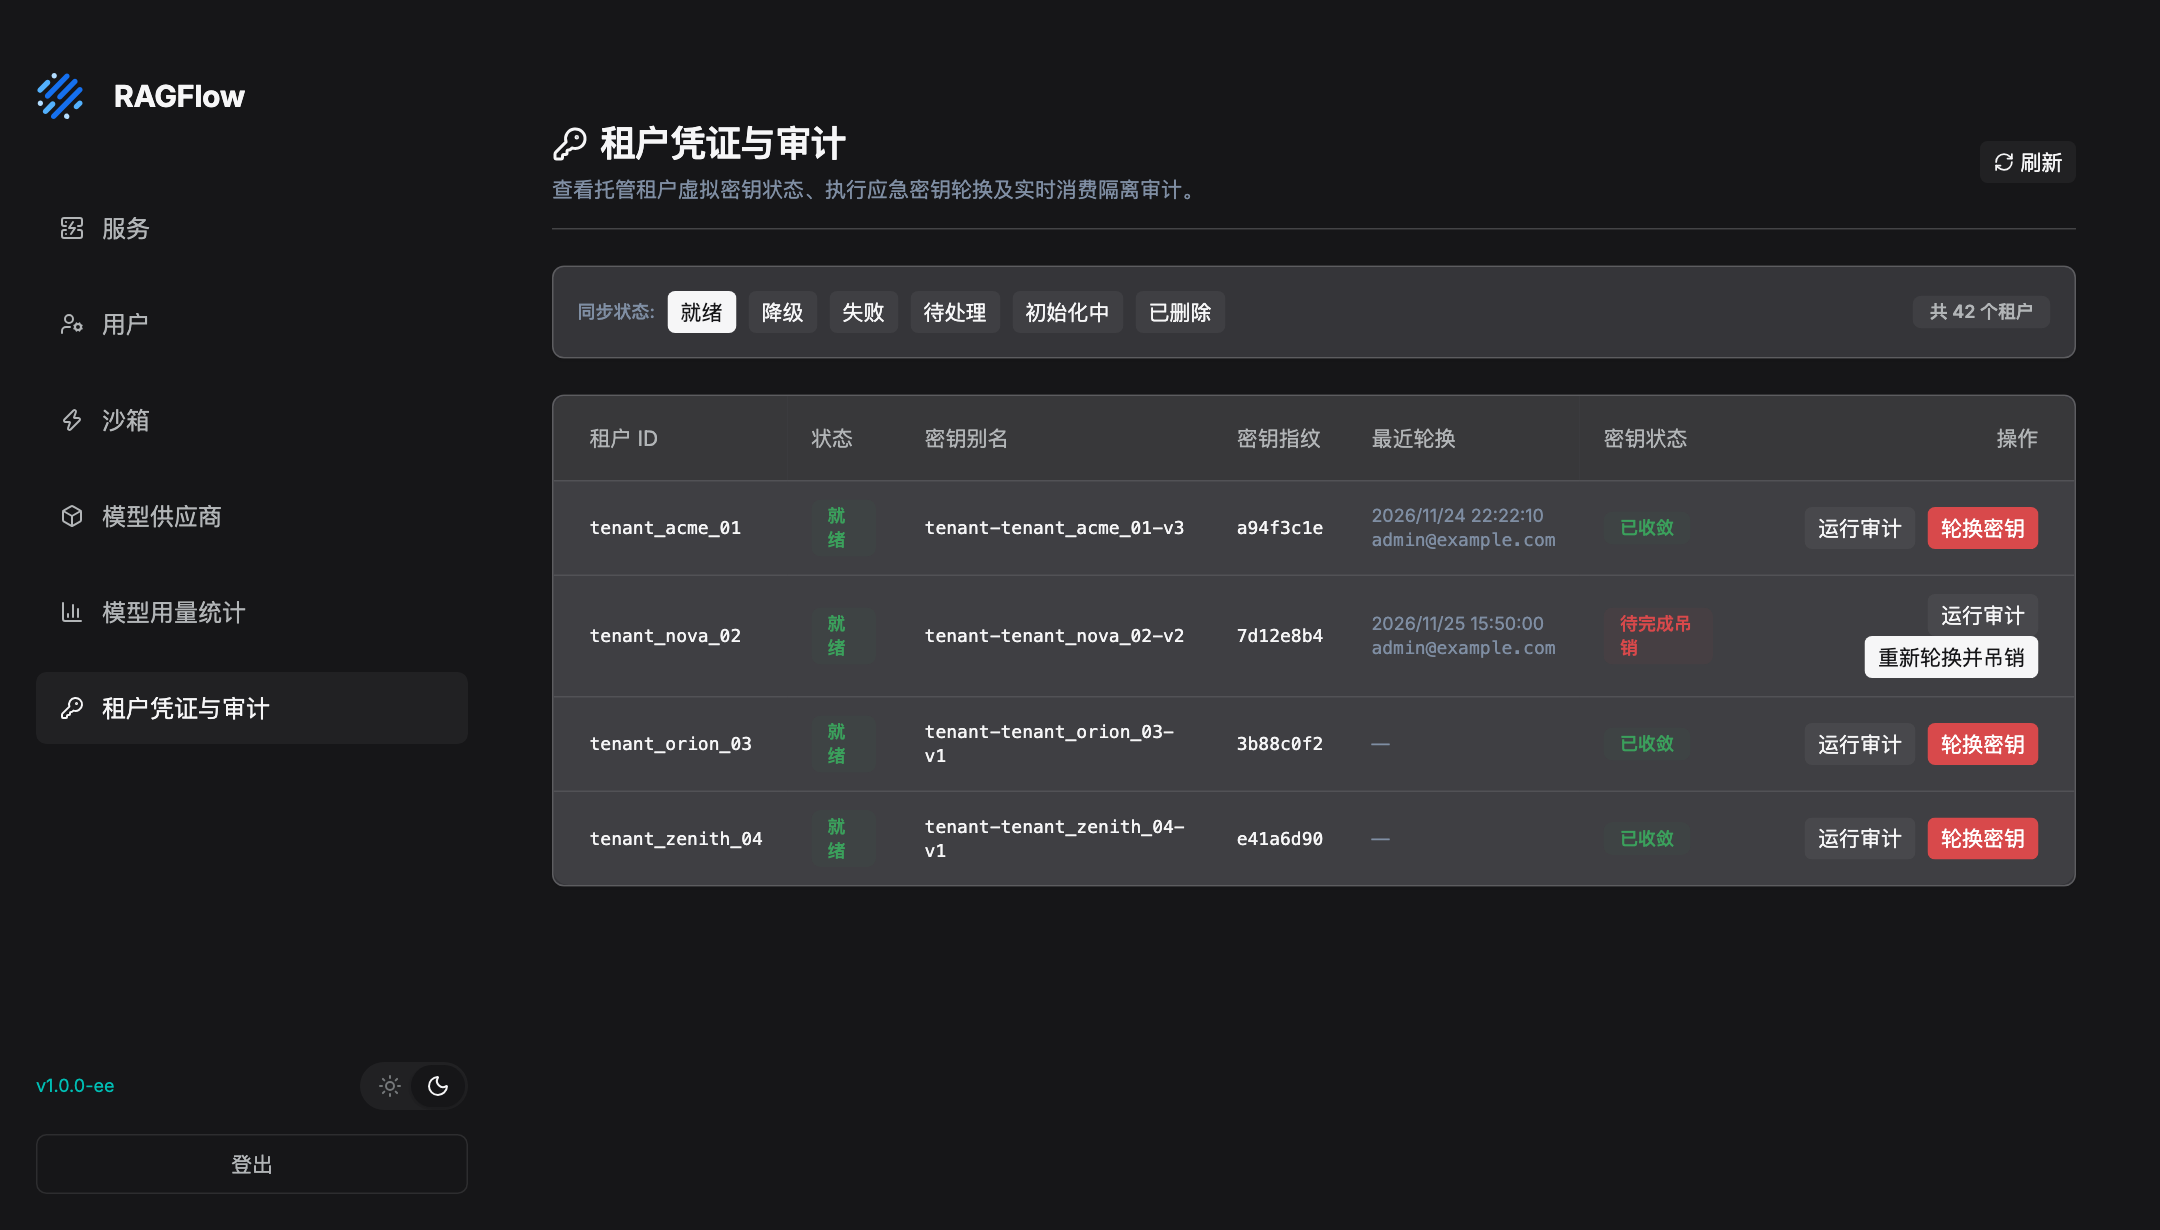 RAGFlow
服务
用户
沙箱
模型供应商
模型用量统计
租户凭证与审计
v1.0.0-ee
登出
租户凭证与审计
查看托管租户虚拟密钥状态、执行应急密钥轮换及实时消费隔离审计。
刷新
同步状态: 就绪 降级 失败 待处理 初始化中 已删除 共 42 个租户
租户 ID 状态 密钥别名 密钥指纹 最近轮换 密钥状态 操作
tenant_acme_01
就
绪
tenant-tenant_acme_01-v3
a94f3c1e
2026/11/24 22:22:10
admin@example.com
已收敛
运行审计 轮换密钥
tenant_nova_02
就
绪
tenant-tenant_nova_02-v2
7d12e8b4
2026/11/25 15:50:00
admin@example.com
待完成吊
销
运行审计
重新轮换并吊销
tenant_orion_03
就
绪
tenant-tenant_orion_03-
v1
3b88c0f2
—
已收敛
运行审计 轮换密钥
tenant_zenith_04
就
绪
tenant-tenant_zenith_04-
v1
e41a6d90
—
已收敛
运行审计 轮换密钥